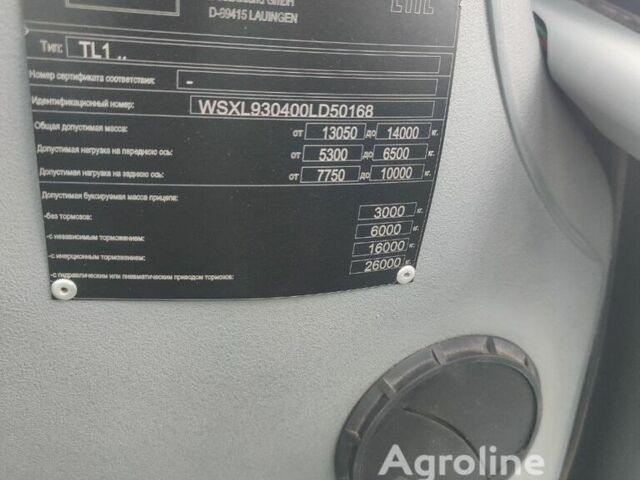 Deutschland GmbH
D-89415 LAUINGEN
EAC
Тип: TL1 ..
Номер сертификата соответствия: -
Идентификационный номер: WSXL930400LD50168
Общая допустимая масса: от 13050 до 14000 кг.
Допустимая нагрузка на переднюю ось: от 5300 до 6500 кг.
Допустимая нагрузка на заднюю ось: от 7750 до 10000 кг.
Допустимая буксируемая масса прицепа:
-без тормозов: 3000 кг.
-с независимым торможением: 6000 кг.
-с инерционным торможением: 16000 кг.
-с гидравлическим или пневматическим приводом тормозов: 26000 кг.
Agroline